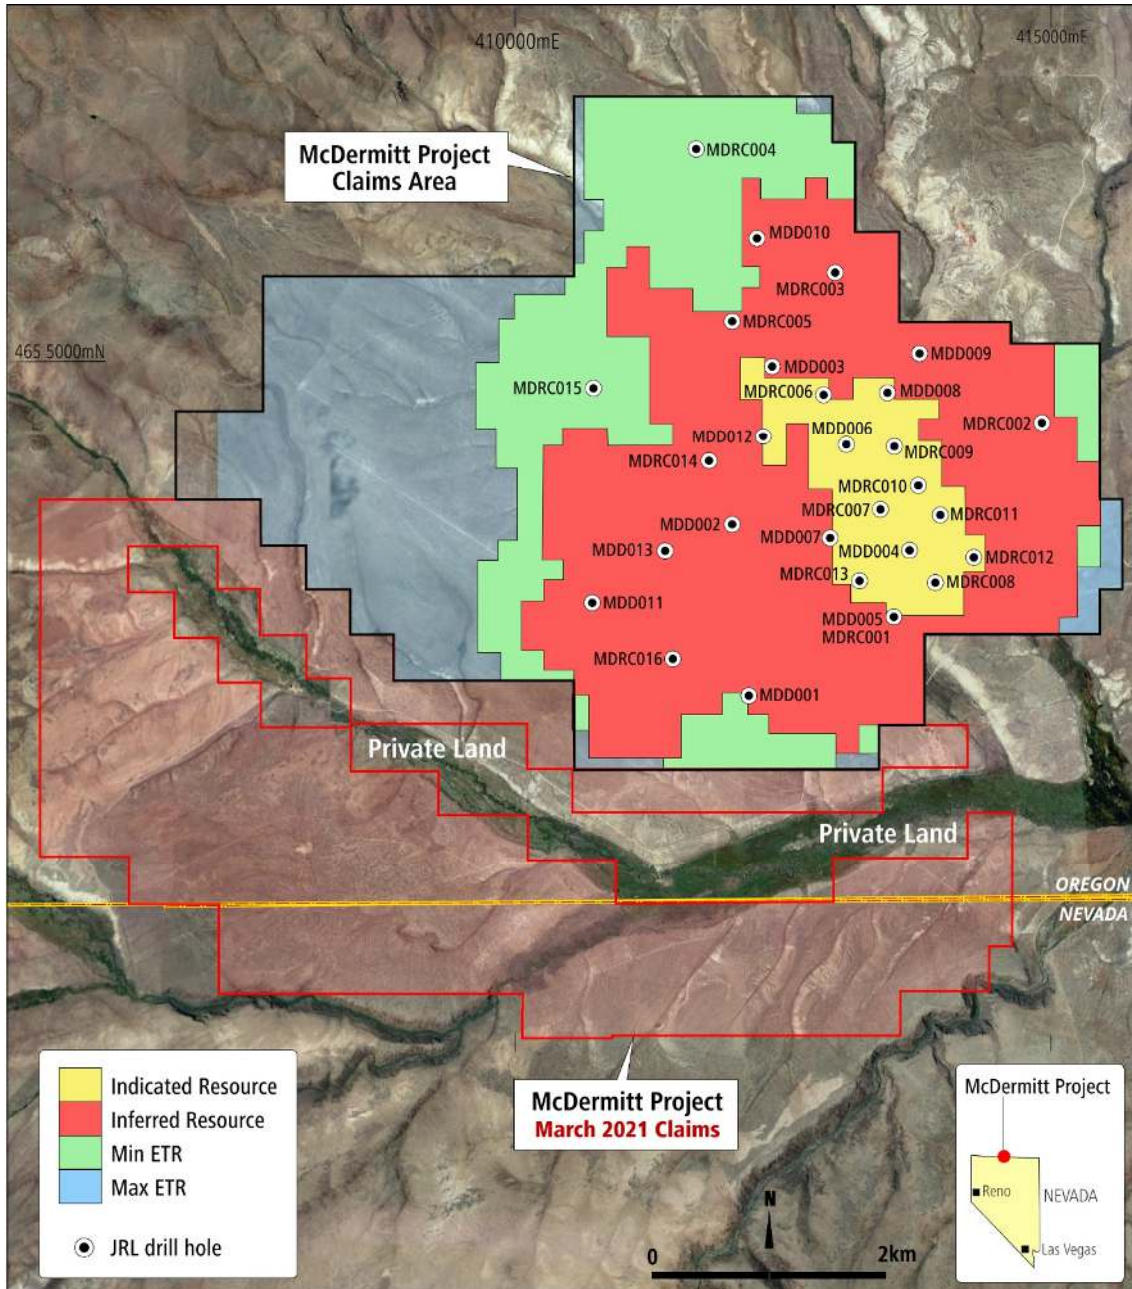 410000mE
415000mE
McDermitt Project
Claims Area
MDRC004
MDD010
MDRC003
MDRC005
465 5000mN
MDD009
MDD003
MDRC015
MDRC006
MDD008
MDRC002
MDD012
MDD006
MDRC009
MDRC014
MDRC010
MDRC007
MDRC011
MDD002
MDD007
MDD013
MDD004
MDRC012
MDRC013
MDRC008
MDD011
MDD005
MDRC001
MDRC016
MDD001
Private Land
Private Land
OREGON
NEVADA
McDermitt Project
March 2021 Claims
Indicated Resource
Inferred Resource
Min ETR
Max ETR
JRL drill hole
N
0
2km
McDermitt Project
Reno
NEVADA
Las Vegas